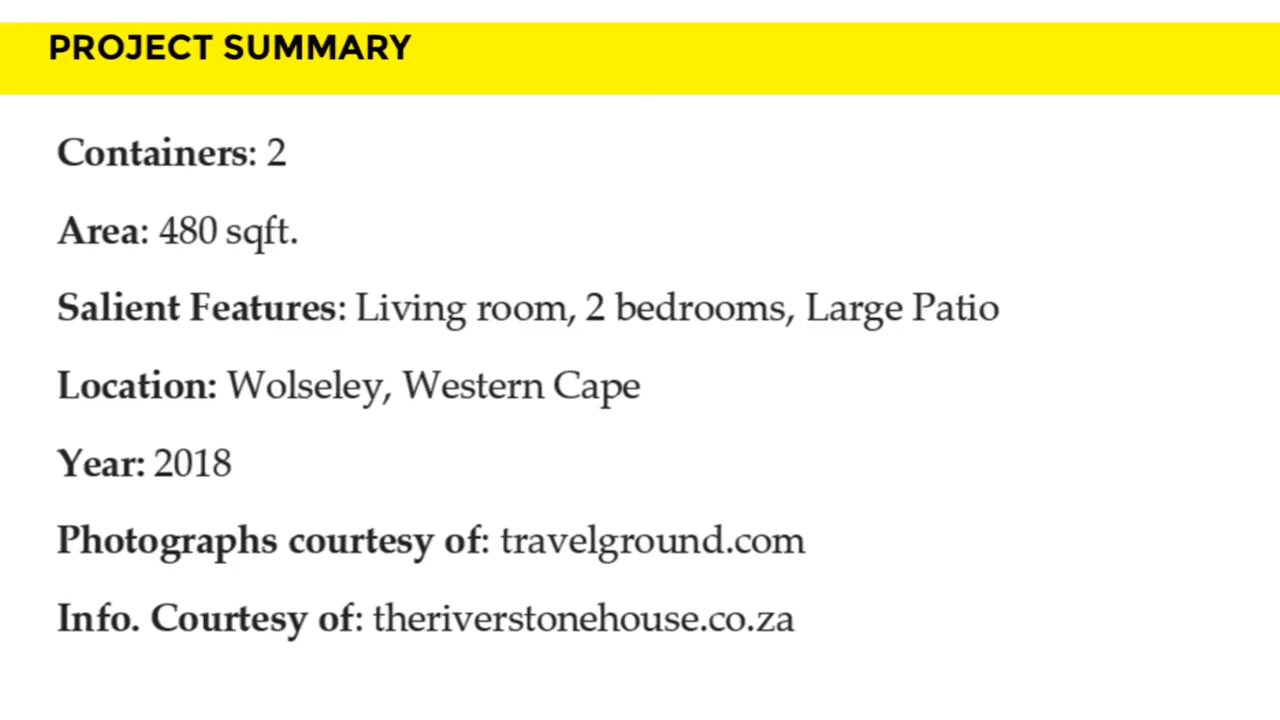 PROJECT SUMMARY
Containers: 2
Area: 480 sqft.
Salient Features: Living room, 2 bedrooms, Large Patio
Location: Wolseley, Western Cape
Year: 2018
Photographs courtesy of: travelground.com
Info. Courtesy of: theriverstonehouse.co.za